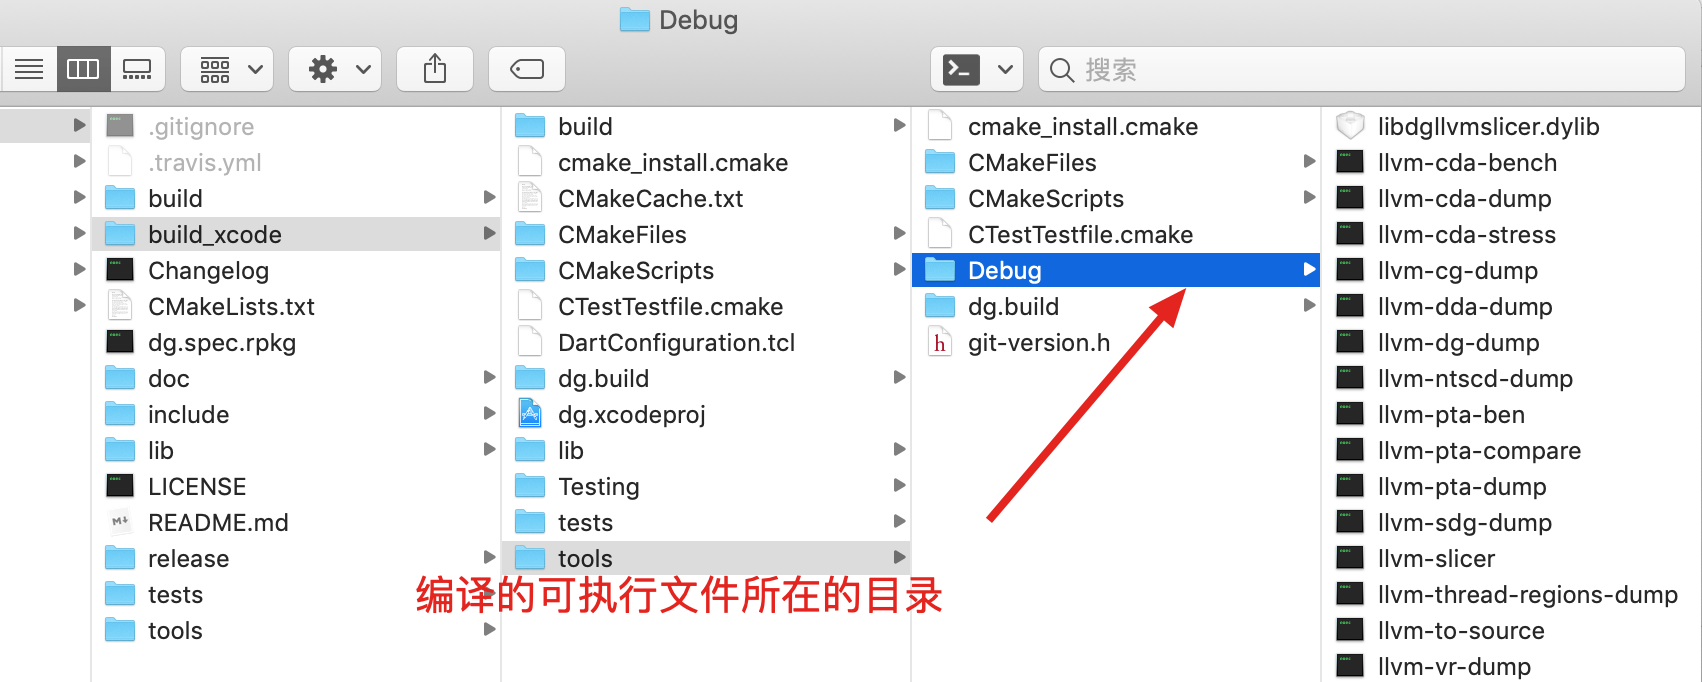 Debug
搜索
.gitignore
.travis.yml
build
build_xcode
Changelog
CMakeLists.txt
dg.spec.rpkg
doc
include
lib
LICENSE
README.md
release
tests
tools
build
cmake_install.cmake
CMakeCache.txt
CMakeFiles
CMakeScripts
CTestTestfile.cmake
DartConfiguration.tcl
dg.build
dg.xcodeproj
lib
Testing
tests
tools
编译的可执行文件所在的目录
cmake_install.cmake
CMakeFiles
CMakeScripts
CTestTestfile.cmake
Debug
dg.build
git-version.h
libdgllvmslicer.dylib
llvm-cda-bench
llvm-cda-dump
llvm-cda-stress
llvm-cg-dump
llvm-dda-dump
llvm-dg-dump
llvm-ntscd-dump
llvm-pta-ben
llvm-pta-compare
llvm-pta-dump
llvm-sdg-dump
llvm-slicer
llvm-thread-regions-dump
llvm-to-source
llvm-vr-dump